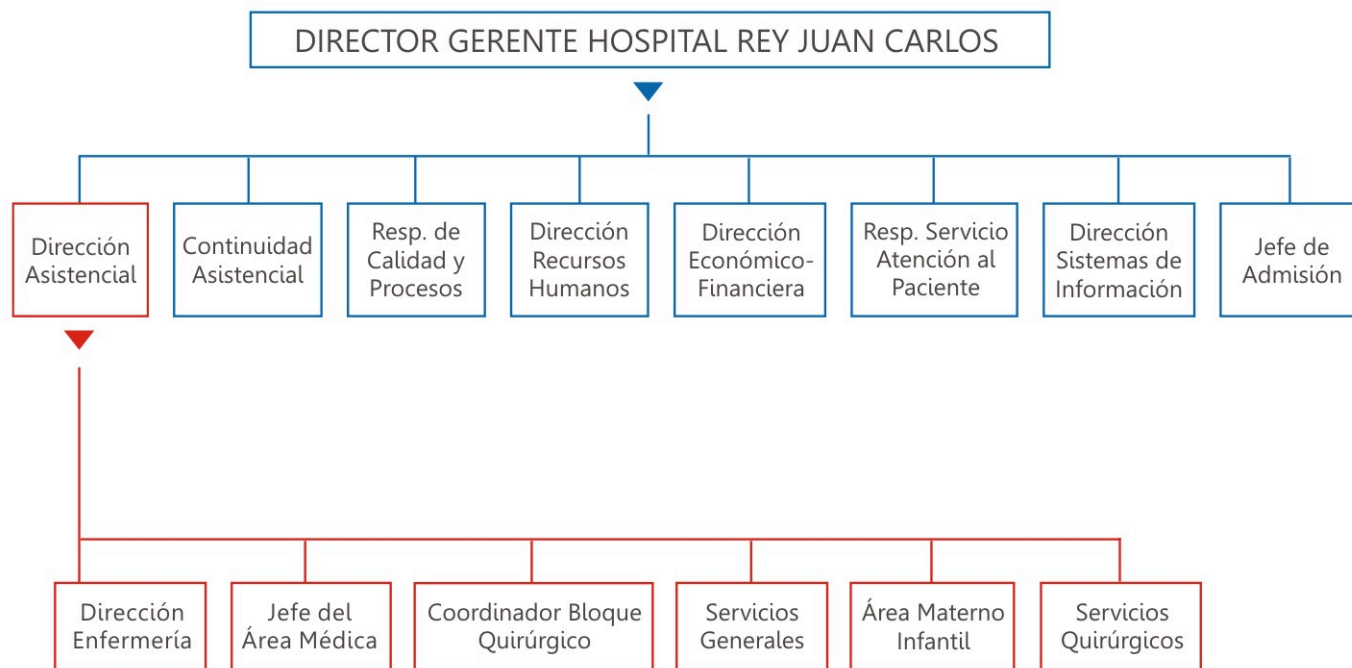 DIRECTOR GERENTE HOSPITAL REY JUAN CARLOS
Dirección
Asistencial
Continuidad
Asistencial
Resp. de
Calidad y
Procesos
Dirección
Recursos
Humanos
Dirección
Económico-
Financiera
Resp. Servicio
Atención al
Paciente
Dirección
Sistemas de
Información
Jefe de
Admisión
Dirección
Enfermería
Jefe del
Área Médica
Coordinador Bloque
Quirúrgico
Servicios
Generales
Área Materno
Infantil
Servicios
Quirúrgicos